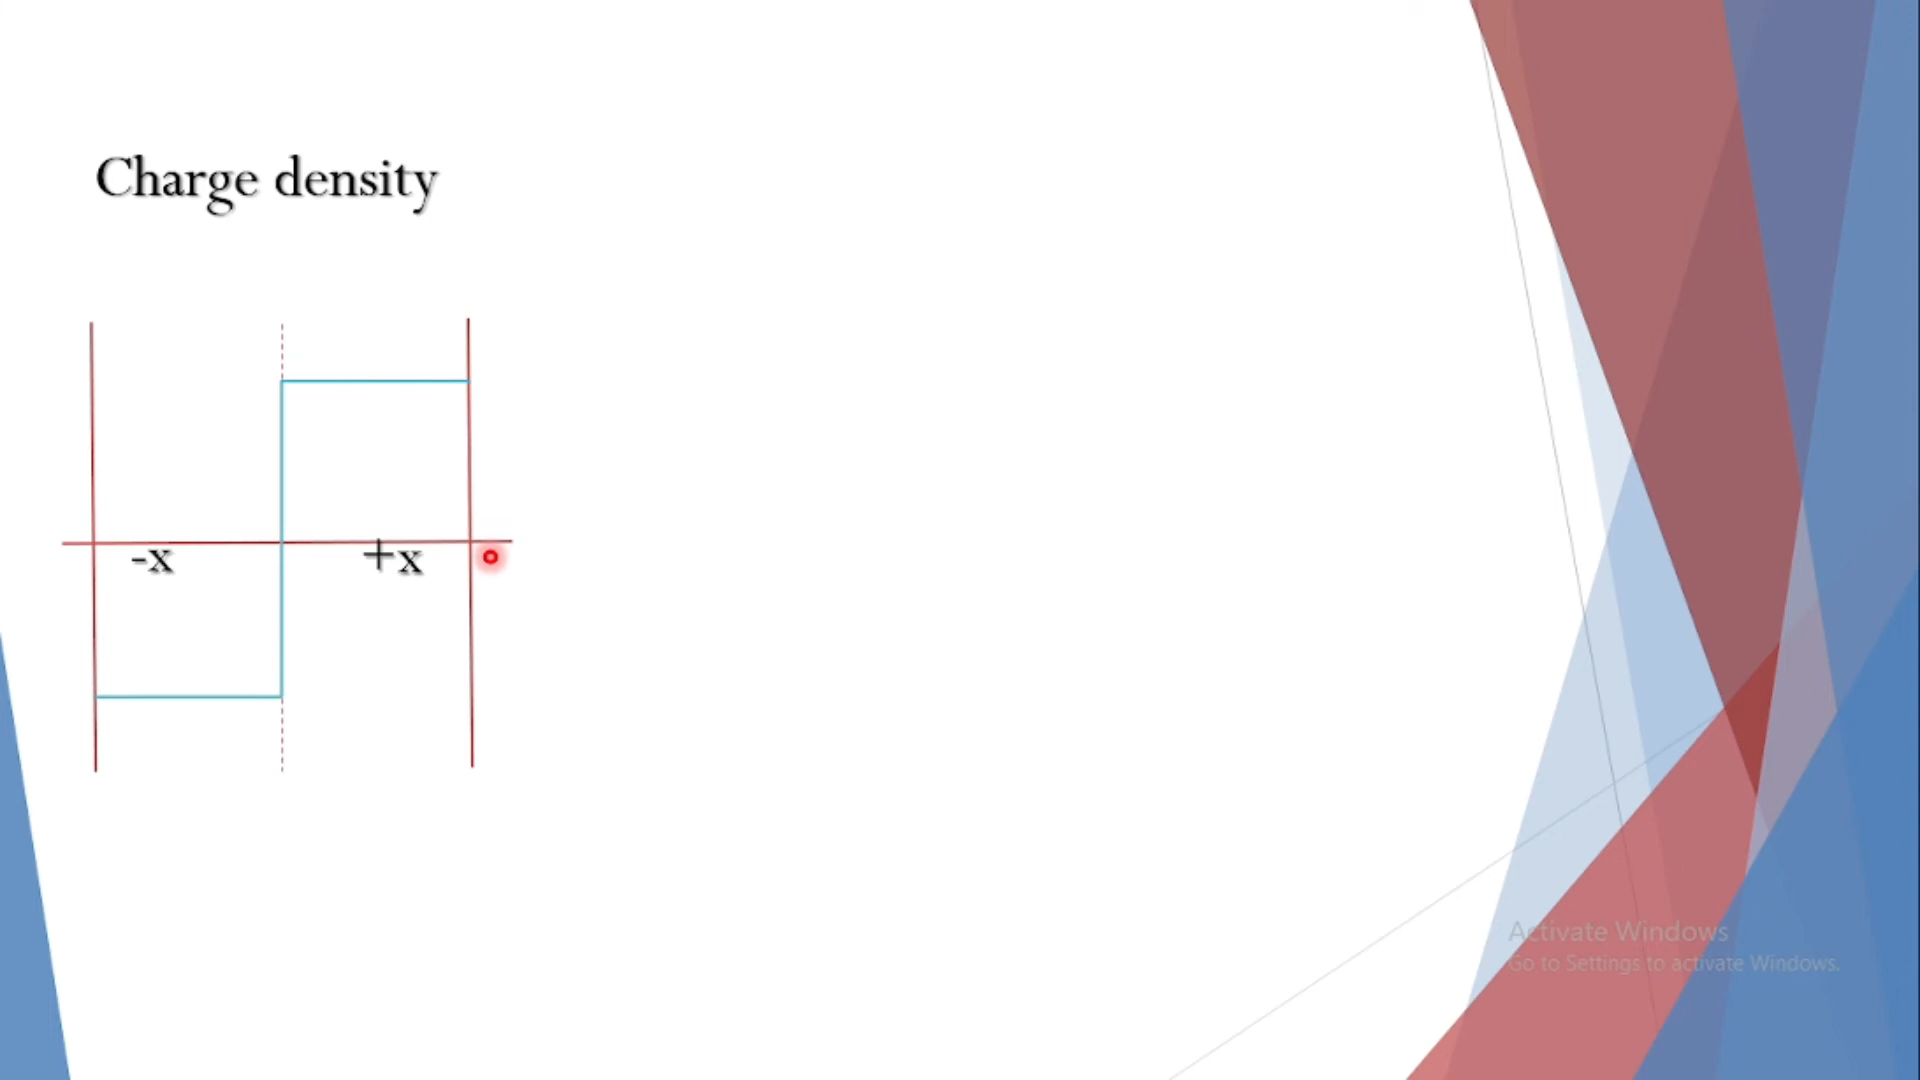 Charge density
-x +x
Activate Windows
Go to Settings to activate Windows.